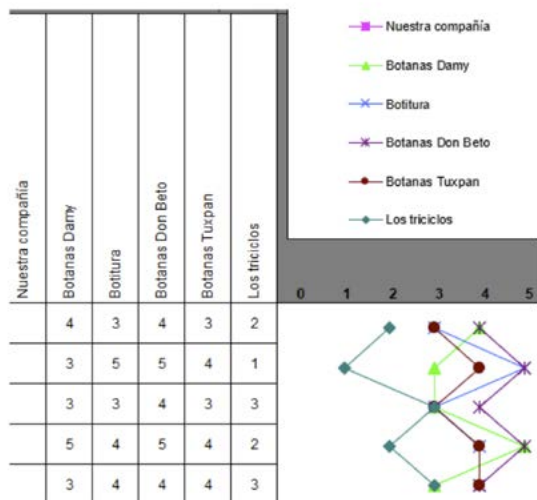 Nuestra compañía
Botanas Damy
Botitura
Botanas Don Beto
Botanas Tuxpan
Los triciclos
Nuestra compañía
Botanas Damy
Botitura
Botanas Don Beto
Botanas Tuxpan
Los triciclos
0 1 2 3 4 5
4 3 4 3 2
3 5 5 4 1
3 3 4 3 3
5 4 5 4 2
3 4 4 4 3